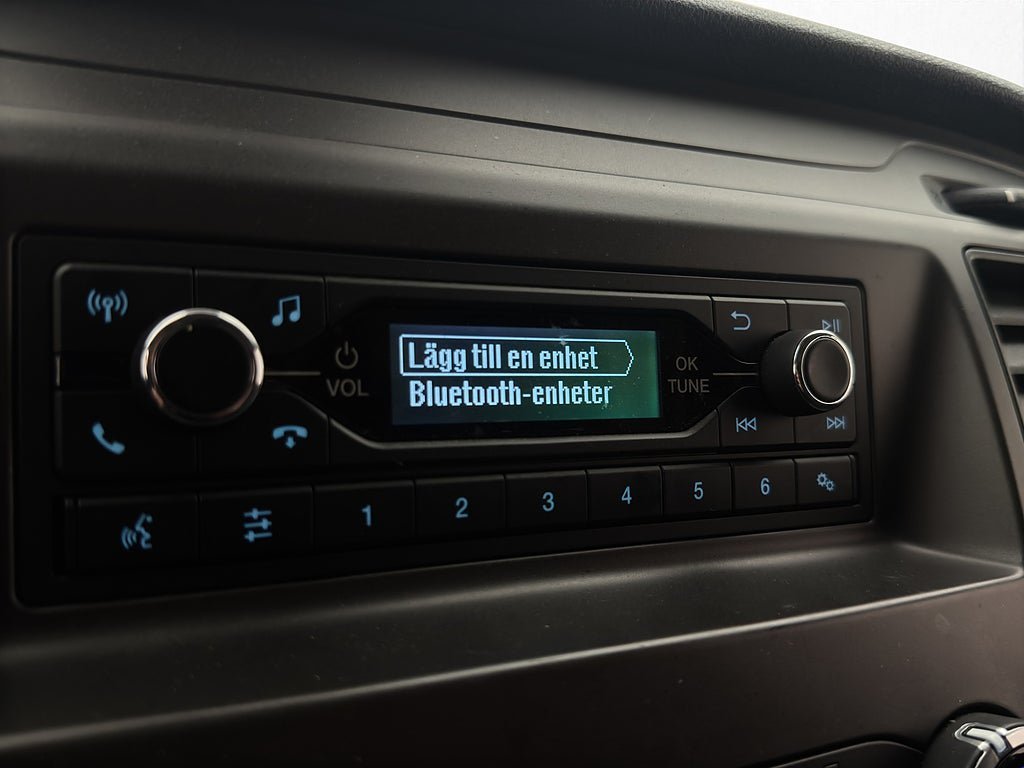 Lägg till en enhet
Bluetooth-enheter
VOL
OK
TUNE
1 2 3 4 5 6